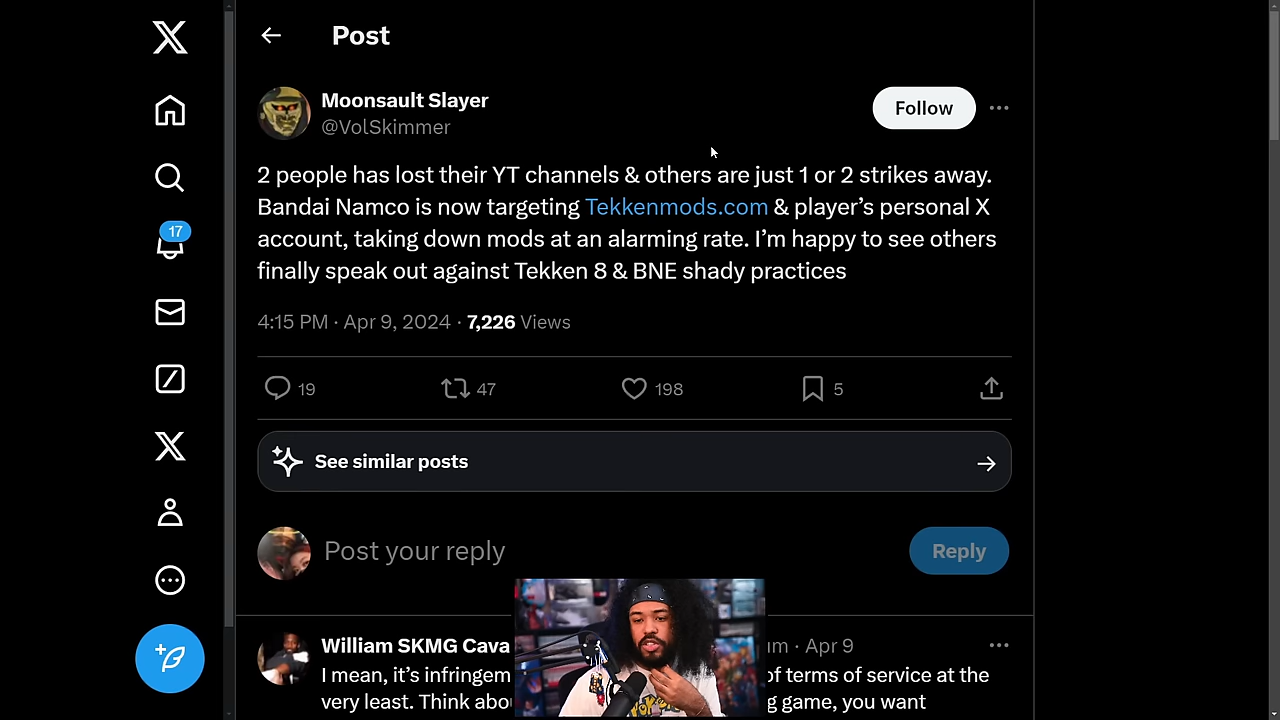 Post
Moonsault Slayer
@VolSkimmer
Follow
2 people has lost their YT channels & others are just 1 or 2 strikes away.
Bandai Namco is now targeting Tekkenmods.com & player’s personal X
account, taking down mods at an alarming rate. I’m happy to see others
finally speak out against Tekken 8 & BNE shady practices
17
4:15 PM · Apr 9, 2024 · 7,226 Views
19 47 198 5
See similar posts
Post your reply
Reply
William SKMG Cava · Apr 9
I mean, it’s of terms of service at the
very least. Think game, you want